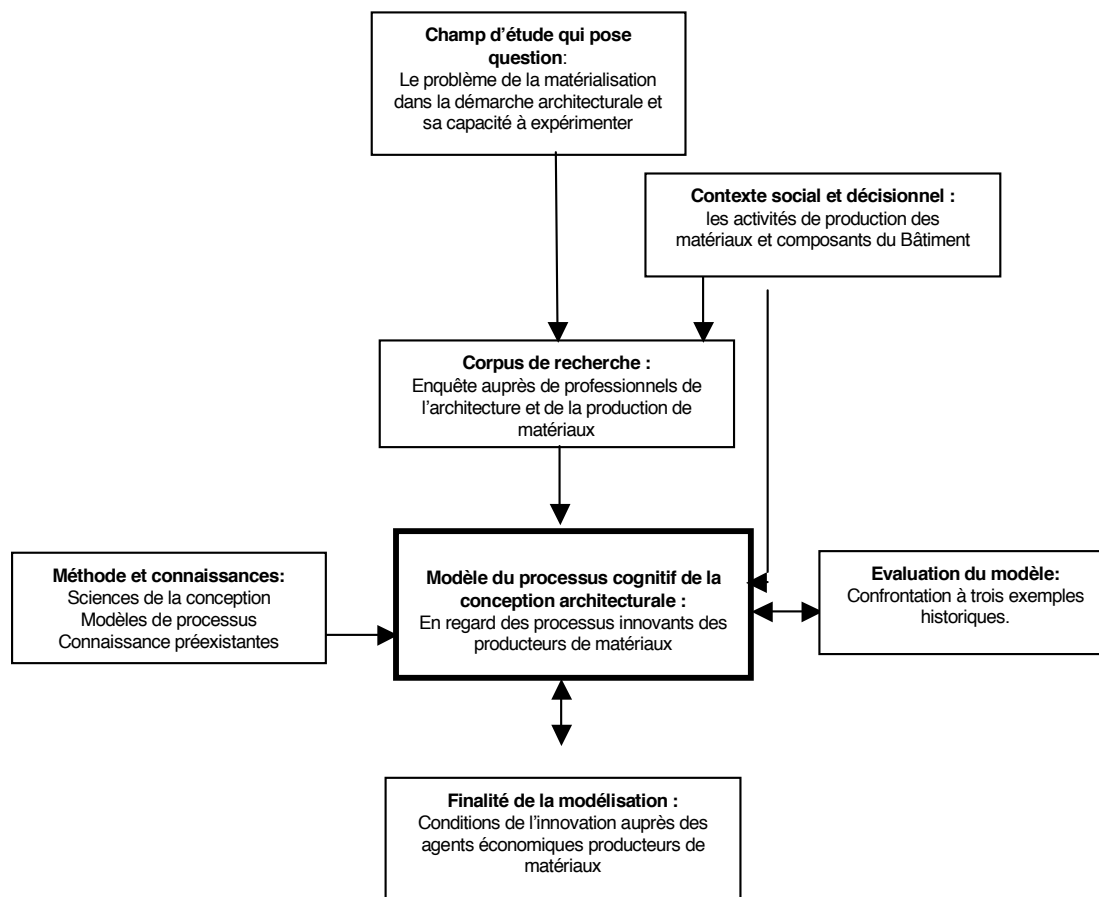 Champ d'étude qui pose
question:
Le problème de la matérialisation
dans la démarche architecturale et
sa capacité à expérimenter
Contexte social et décisionnel :
les activités de production des
matériaux et composants du Bâtiment
Corpus de recherche :
Enquête auprès de professionnels de
l'architecture et de la production de
matériaux
Méthode et connaissances:
Sciences de la conception
Modèles de processus
Connaissance préexistantes
Modèle du processus cognitif de la
conception architecturale :
En regard des processus innovants des
producteurs de matériaux
Evaluation du modèle:
Confrontation à trois exemples
historiques.
Finalité de la modélisation :
Conditions de l'innovation auprès des
agents économiques producteurs de
matériaux